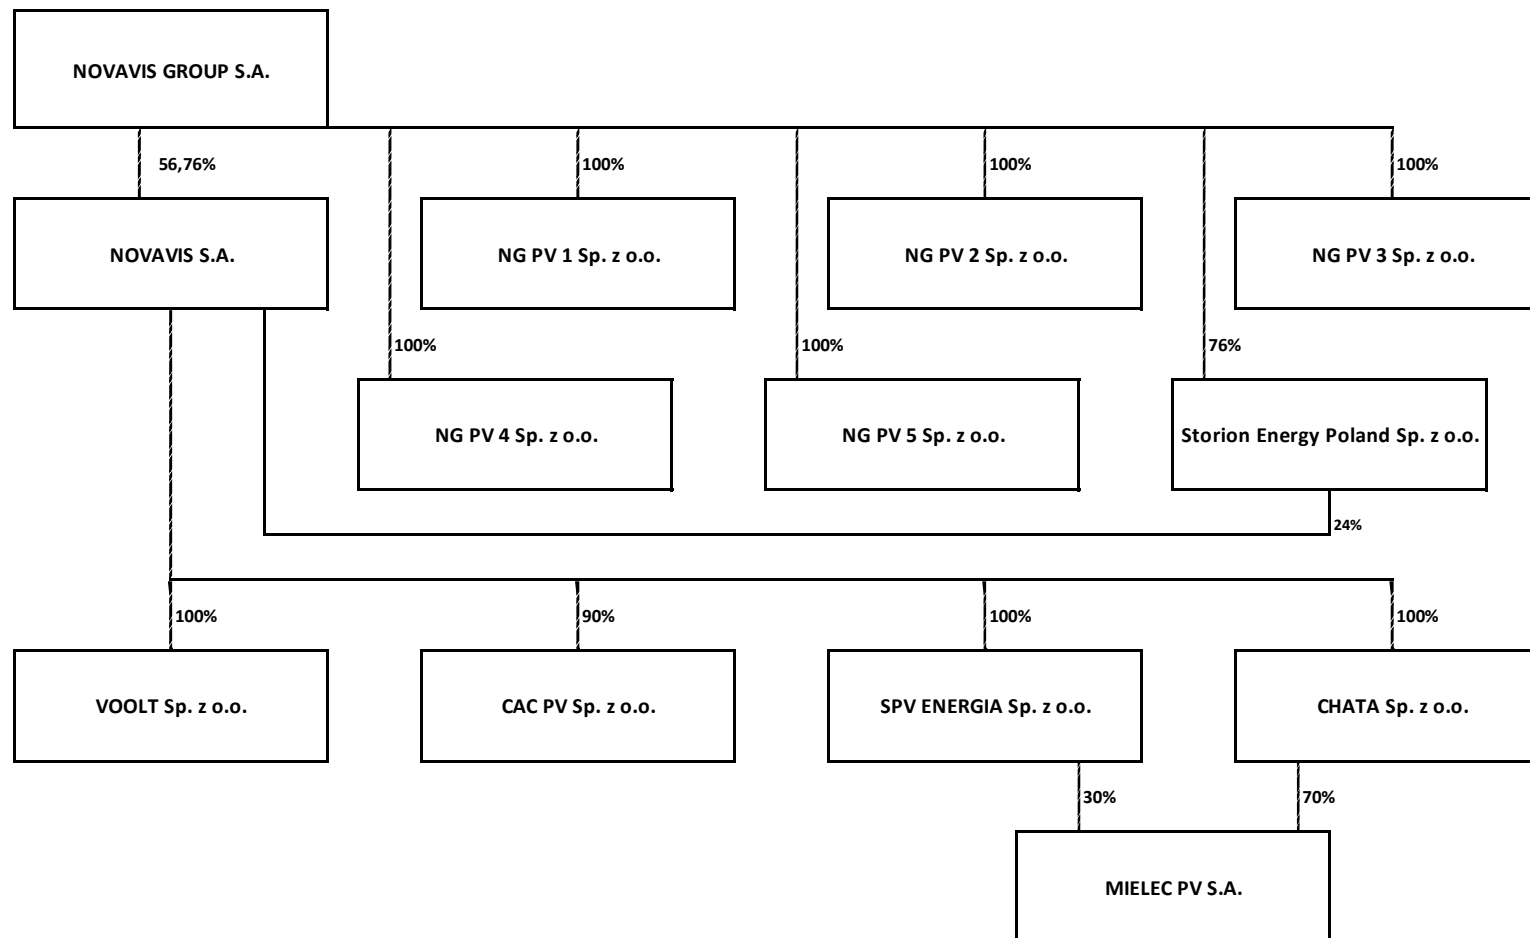 NOVAVIS GROUP S.A.
56,76%
100%
100%
100%
NOVAVIS S.A.
NG PV 1 Sp. z o.o.
NG PV 2 Sp. z o.o.
NG PV 3 Sp. z o.o.
100%
100%
76%
NG PV 4 Sp. z o.o.
NG PV 5 Sp. z o.o.
Storion Energy Poland Sp. z o.o.
24%
100%
90%
100%
100%
VOOLT Sp. z o.o.
CAC PV Sp. z o.o.
SPV ENERGIA Sp. z o.o.
CHATA Sp. z o.o.
30%
70%
MIELEC PV S.A.